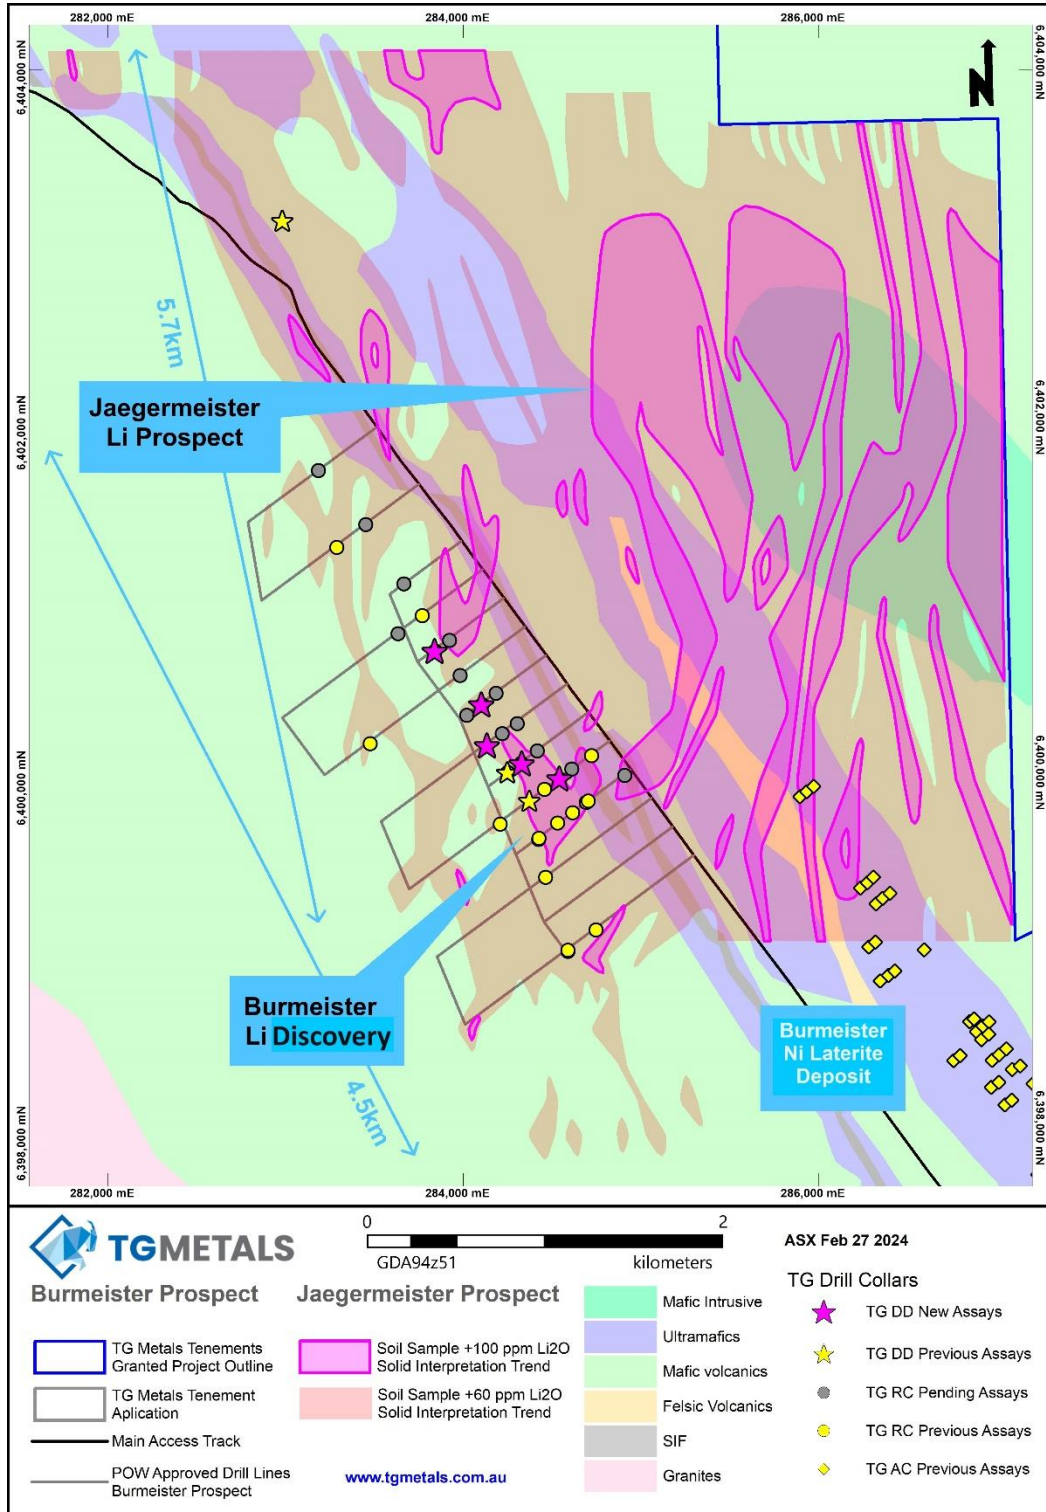 282,000 mE
284,000 mE
286,000 mE
6,404,000 mN
6,404,000 mN
N
5.7km
Jaegermeister
Li Prospect
6,402,000 mN
6,402,000 mN
6,400,000 mN
6,400,000 mN
Burmeister
Li Discovery
Burmeister
Ni Laterite
Deposit
4.5km
6,398,000 mN
6,398,000 mN
282,000 mE
284,000 mE
286,000 mE
TGMETALS
0
2
GDA94z51
kilometers
ASX Feb 27 2024
Burmeister Prospect
Jaegermeister Prospect
TG Metals Tenements
Granted Project Outline
TG Metals Tenement
Aplication
Main Access Track
POW Approved Drill Lines
Burmeister Prospect
Soil Sample +100 ppm Li2O
Solid Interpretation Trend
Soil Sample +60 ppm Li2O
Solid Interpretation Trend
www.tgmetals.com.au
Mafic Intrusive
Ultramafics
Mafic volcanics
Felsic Volcanics
SIF
Granites
TG Drill Collars
TG DD New Assays
TG DD Previous Assays
TG RC Pending Assays
TG RC Previous Assays
TG AC Previous Assays